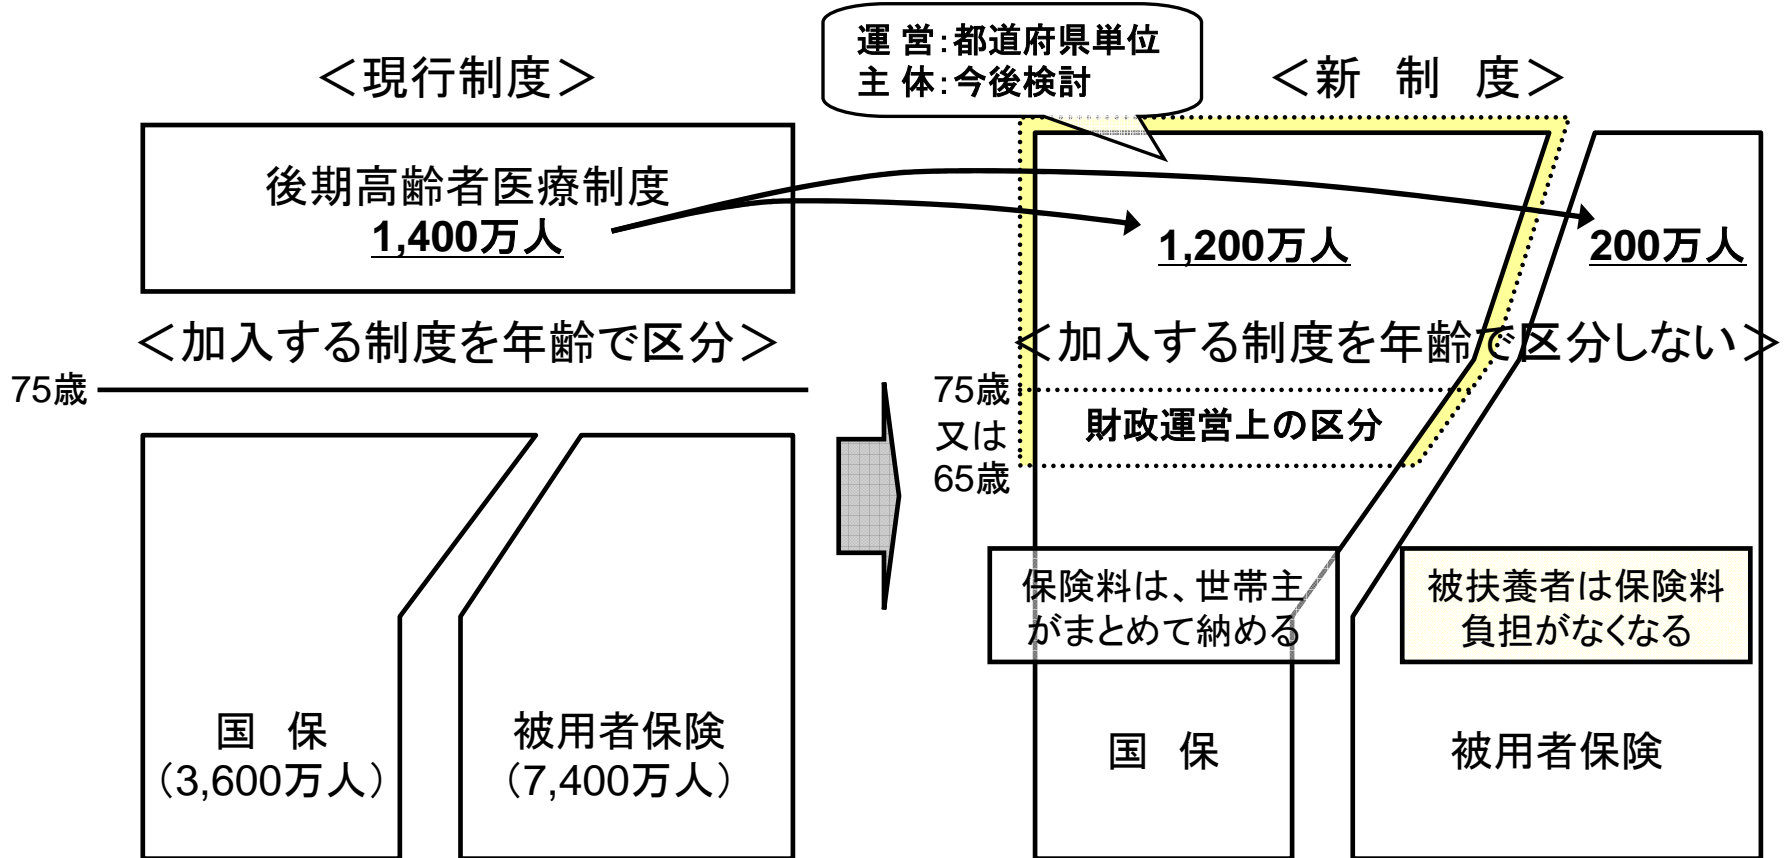 運 営：都道府県単位
主 体：今後検討
＜現行制度＞
後期高齢者医療制度
1,400万人
＜加入する制度を年齢で区分＞
75歳
国　保
（3,600万人）
被用者保険
（7,400万人）
＜新　制　度＞
1,200万人
200万人
＜加入する制度を年齢で区分しない＞
75歳
又は
65歳
財政運営上の区分
保険料は、世帯主
がまとめて納める
被扶養者は保険料
負担がなくなる
国　保
被用者保険